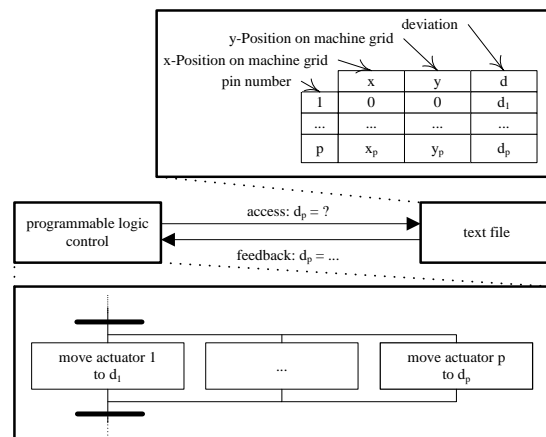 deviation
y-Position on machine grid
x-Position on machine grid
pin number
x y d
1 0 0 d₁
... ... ... ...
p xₚ yₚ dₚ
access: dₚ = ?
programmable logic
control
text file
feedback: dₚ = ...
move actuator 1
to d₁
...
move actuator p
to dₚ